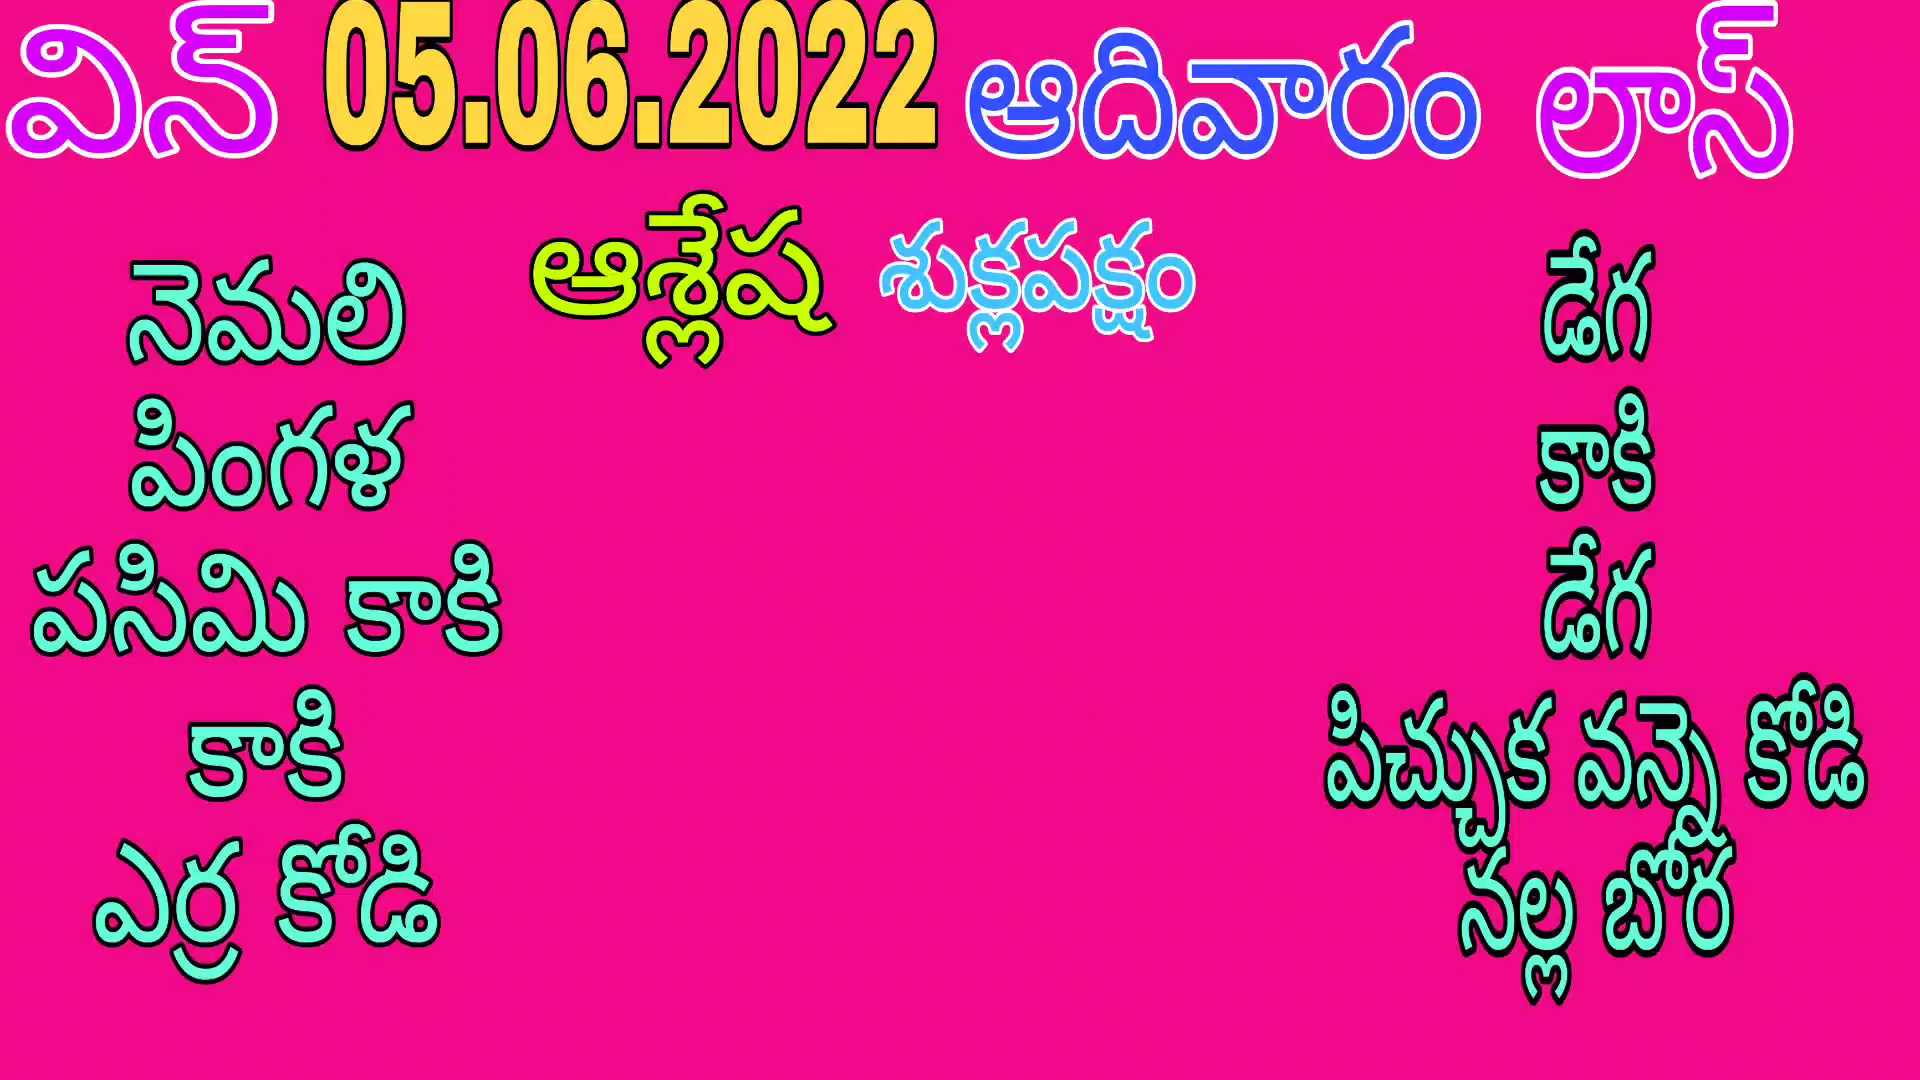 విన్ 05.06.2022 ఆదివారం లాస్
ఆశ్లేష శుక్లపక్షం
నెమలి డేగ
పింగళ కాకి
పసిమి కాకి డేగ
కాకి పిచ్చుక వన్నె కోడి
ఎర్ర కోడి నల్ల బోర